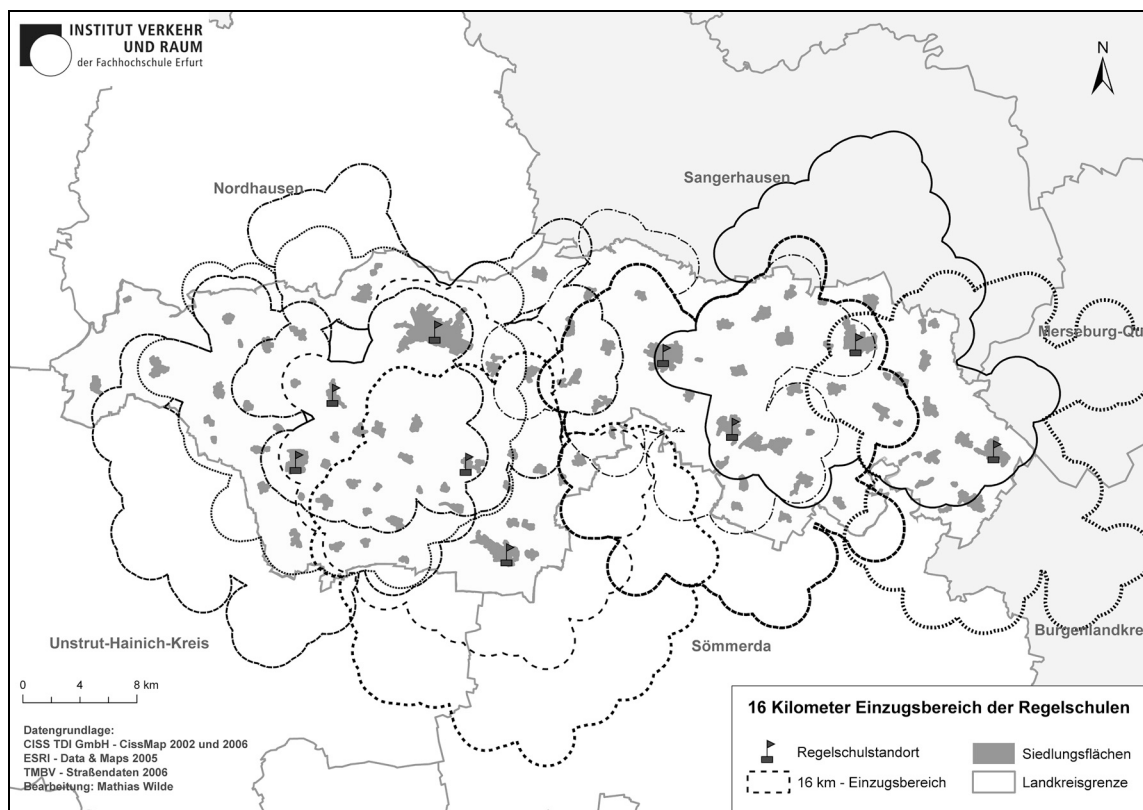 INSTITUT VERKEHR
UND RAUM
der Fachhochschule Erfurt
N
Nordhausen
Sangerhausen
Merseburg-Qu
Unstrut-Hainich-Kreis
Sömmerda
Burgenlandkre
0 4 8 km
Datengrundlage:
CISS TDI GmbH - CissMap 2002 und 2006
ESRI - Data & Maps 2005
TMBV - Straßendaten 2006
Bearbeitung: Mathias Wilde
16 Kilometer Einzugsbereich der Regelschulen
Regelschulstandort
Siedlungsflächen
16 km - Einzugsbereich
Landkreisgrenze